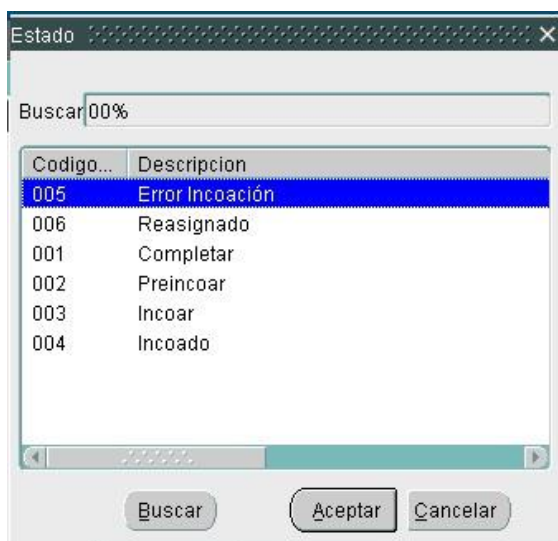 Estado
Buscar 00%
Codigo... Descripcion
005 Error Incoación
006 Reasignado
001 Completar
002 Preincoar
003 Incoar
004 Incoado
Buscar Aceptar Cancelar